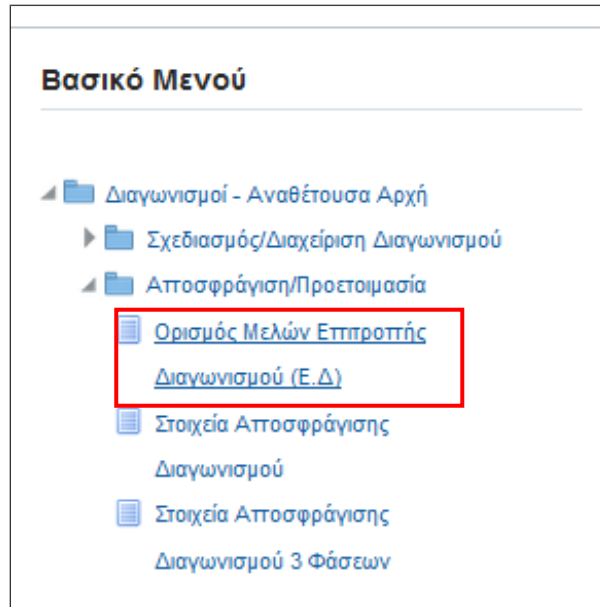 Βασικό Μενού
Διαγωνισμοί - Αναθέτουσα Αρχή
Σχεδιασμός/Διαχείριση Διαγωνισμού
Αποσφράγιση/Προετοιμασία
Ορισμός Μελών Επιτροπής
Διαγωνισμού (Ε.Δ)
Στοιχεία Αποσφράγισης
Διαγωνισμού
Στοιχεία Αποσφράγισης
Διαγωνισμού 3 Φάσεων